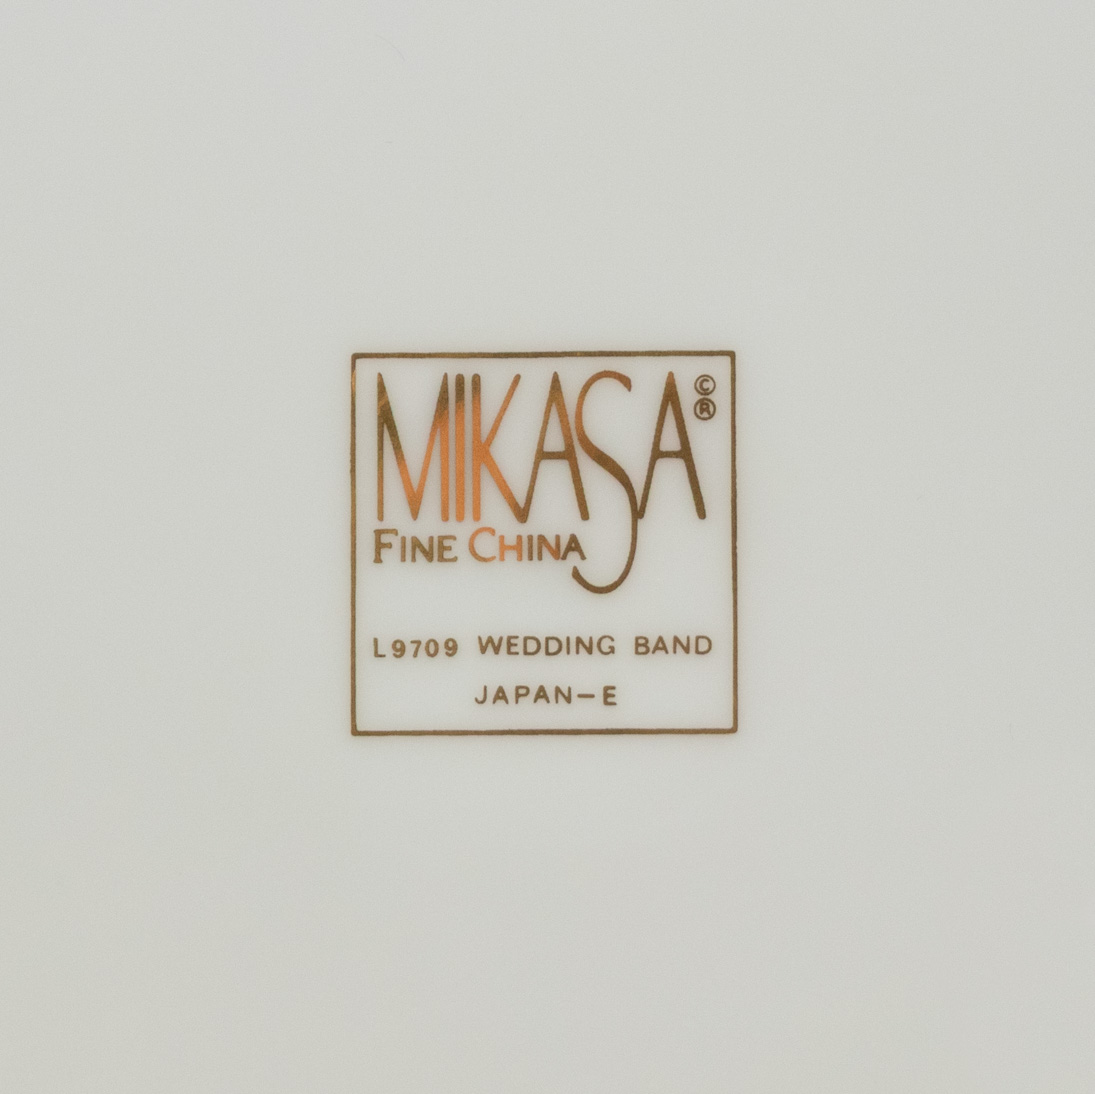 MIKASA ©
®
FINE CHINA
L9709 WEDDING BAND
JAPAN–E